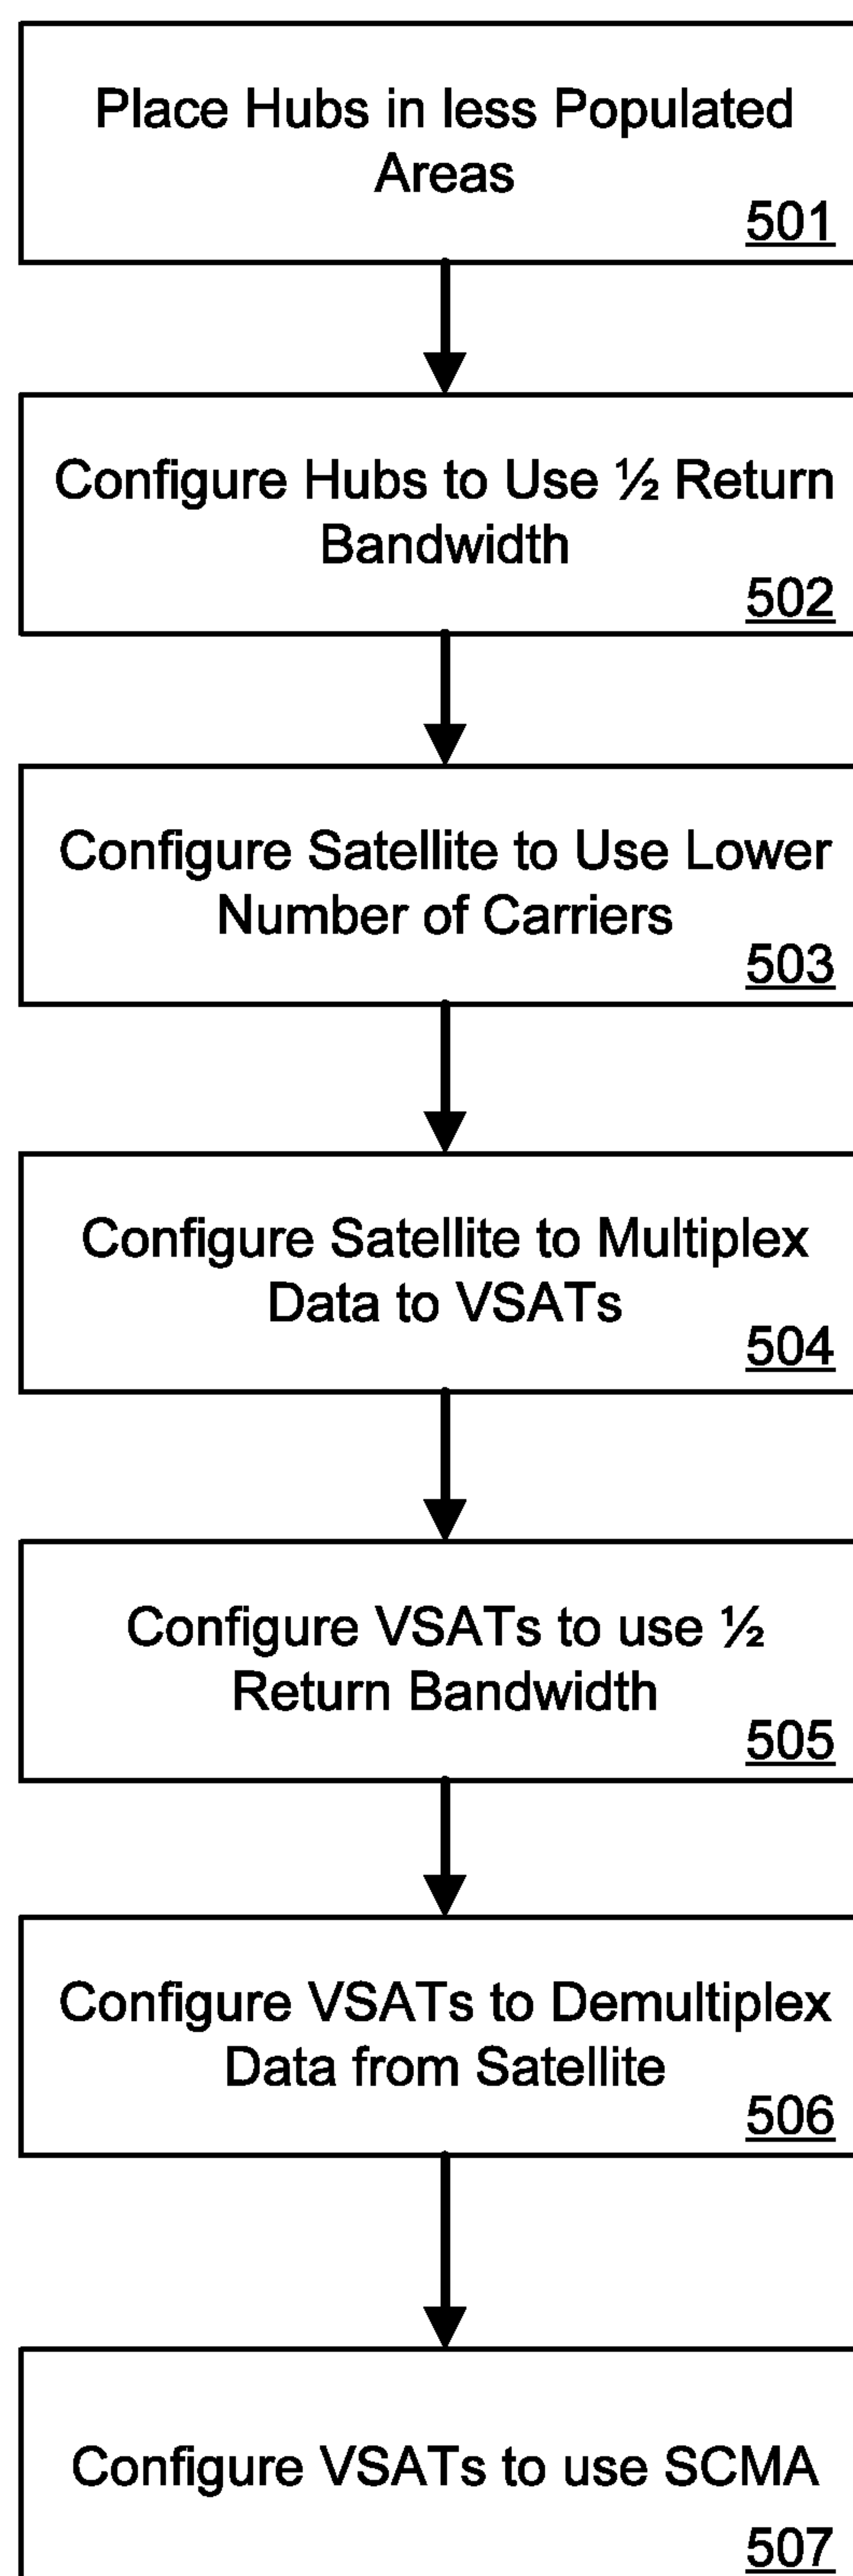 Place Hubs in less Populated
Areas
501
Configure Hubs to Use ½ Return
Bandwidth
502
Configure Satellite to Use Lower
Number of Carriers
503
Configure Satellite to Multiplex
Data to VSATs
504
Configure VSATs to use ½
Return Bandwidth
505
Configure VSATs to Demultiplex
Data from Satellite
506
Configure VSATs to use SCMA
507